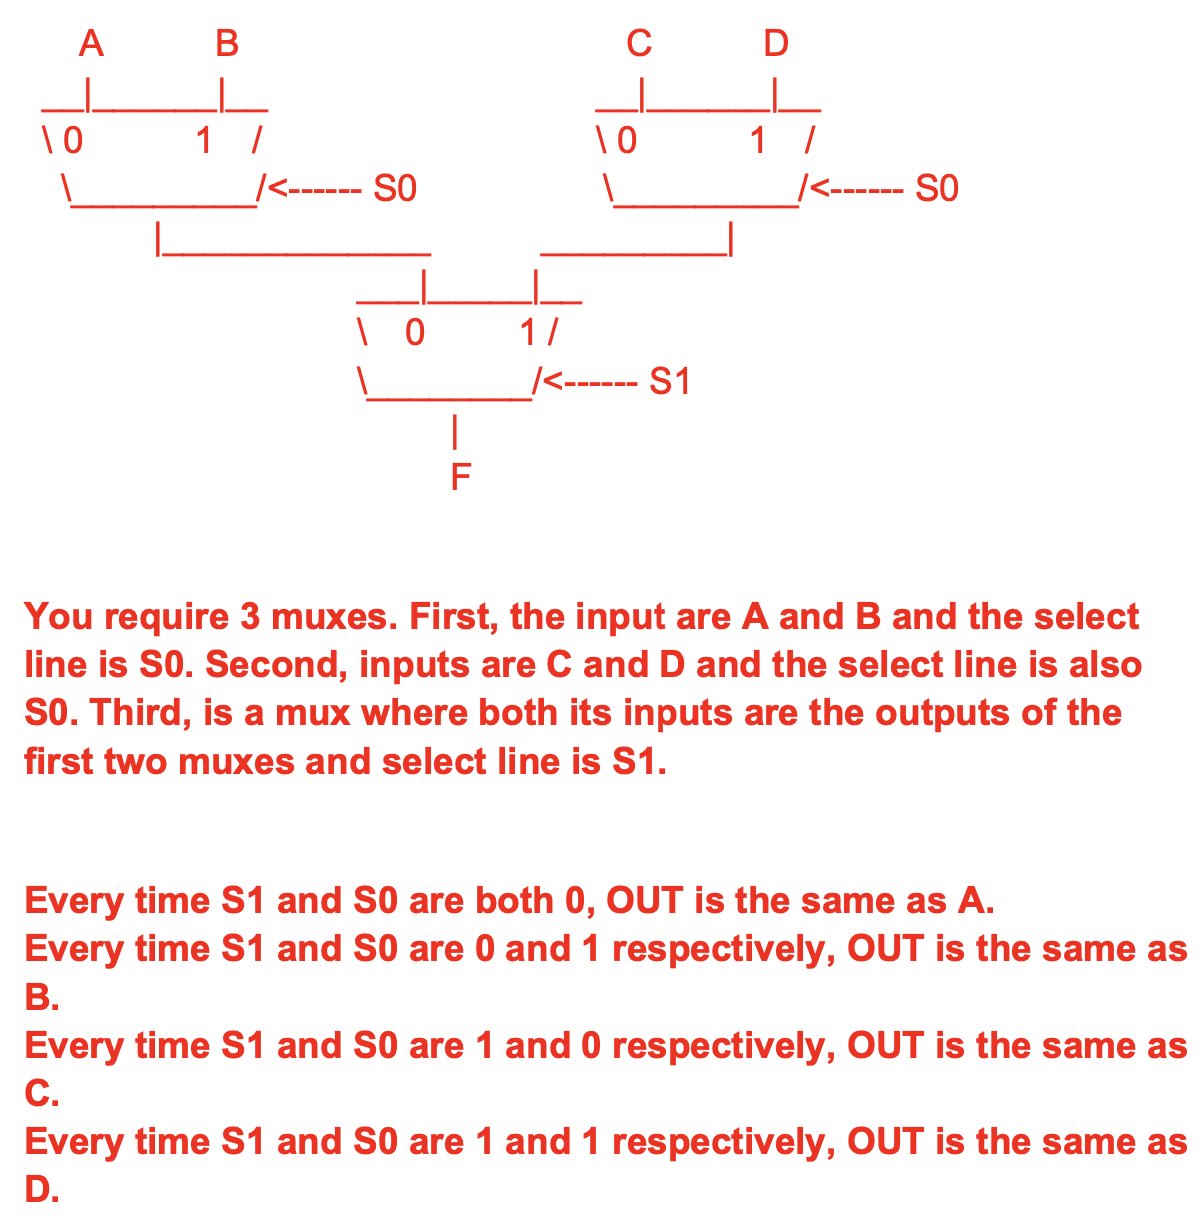 A B C D
\ 0 1 / \ 0 1 /
\_________/<------ S0 \_________/<------ S0
\ 0 1 /
\________/<------ S1
|
F
You require 3 muxes. First, the input are A and B and the select
line is S0. Second, inputs are C and D and the select line is also
S0. Third, is a mux where both its inputs are the outputs of the
first two muxes and select line is S1.
Every time S1 and S0 are both 0, OUT is the same as A.
Every time S1 and S0 are 0 and 1 respectively, OUT is the same as
B.
Every time S1 and S0 are 1 and 0 respectively, OUT is the same as
C.
Every time S1 and S0 are 1 and 1 respectively, OUT is the same as
D.